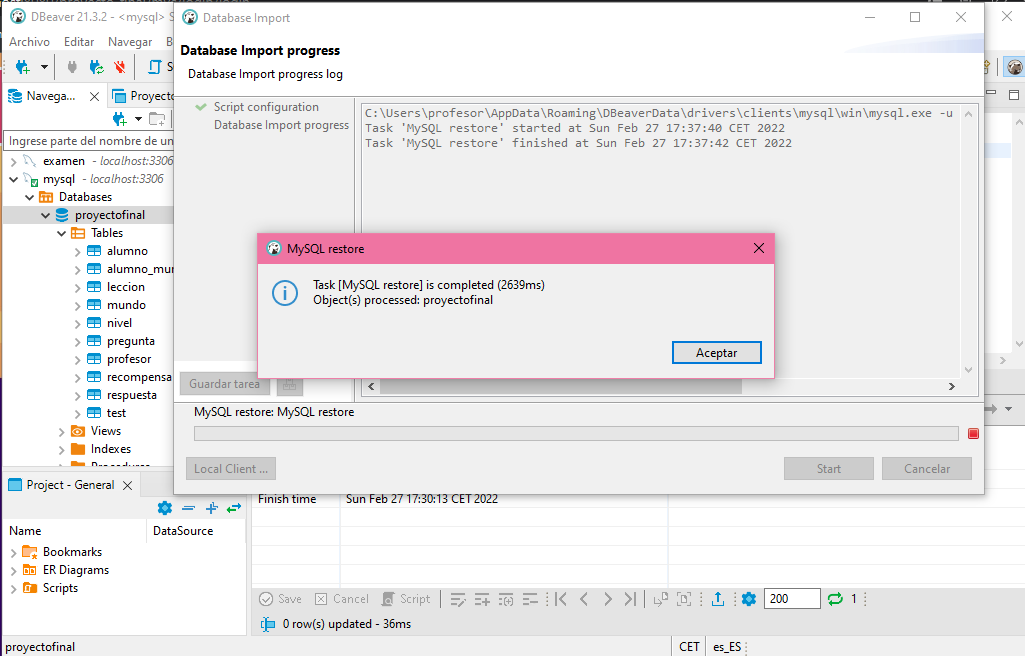 DBeaver 21.3.2 - <mysql> S
Archivo Editar Navegar B
Navega...
Proyecto
Ingrese parte del nombre de un
examen - localhost:3306
mysql - localhost:3306
Databases
proyectofinal
Tables
alumno
alumno_mun
leccion
mundo
nivel
pregunta
profesor
recompensa
respuesta
test
Views
Indexes
Project - General
Name DataSource
Bookmarks
ER Diagrams
Scripts
Database Import
Database Import progress
Database Import progress log
Script configuration
Database Import progress
C:\Users\profesor\AppData\Roaming\DBeaverData\drivers\clients\mysql\win\mysql.exe -u
Task 'MySQL restore' started at Sun Feb 27 17:37:40 CET 2022
Task 'MySQL restore' finished at Sun Feb 27 17:37:42 CET 2022
MySQL restore
Task [MySQL restore] is completed (2639ms)
Object(s) processed: proyectofinal
Aceptar
Guardar tarea
MySQL restore: MySQL restore
Local Client ... Start Cancelar
Finish time Sun Feb 27 17:30:13 CET 2022
Save Cancel Script 200 1
0 row(s) updated - 36ms
proyectofinal CET es_ES